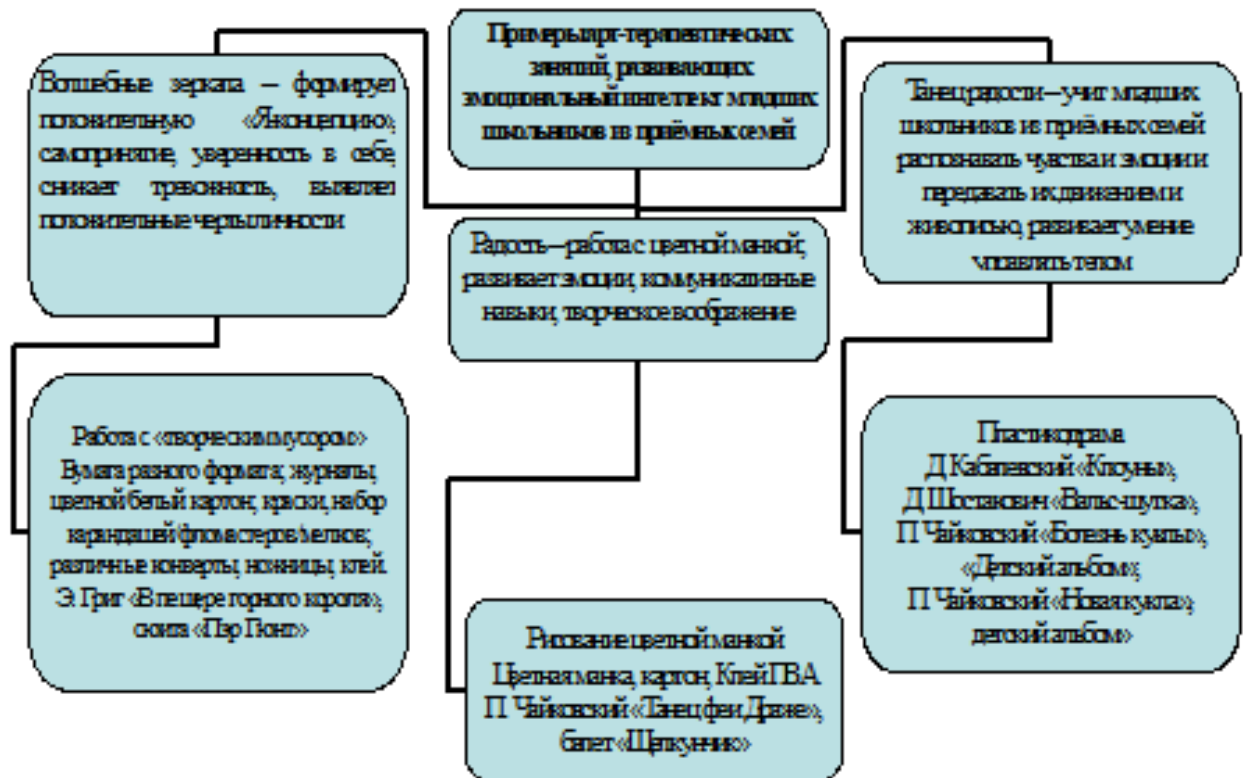 Примеры арт-терапевтических
занятий, развивающих
эмоциональный интеллект младших
школьников из приёмных семей
Волшебные зеркала – формирует
положительную «Я-концепцию»,
самопринятие, уверенность в себе,
снижает тревожность, выявляет
положительные черты личности
Радость – работа с цветной манкой,
развивает эмоции, коммуникативные
навыки, творческое воображение
Танец радости – учит младших
школьников из приёмных семей
распознавать чувства и эмоции и
передавать их движением и
живописью, развивает умение
управлять телом
Работа с «творческим мусором»
Бумага разного формата; журналы,
цветной белый картон; краски, набор
карандашей/фломастеров/мелков;
различные конверты, ножницы, клей.
Э. Григ «В пещере горного короля»,
сюита «Пэр Гюнт»
Рисование цветной манкой
Цветная манка, картон, Клей ПВА
П. Чайковский «Танец феи Драже»,
балет «Щелкунчик»
Пластикодрама
Д. Кабалевский «Клоуны»,
Д. Шостакович «Вальс-шутка»,
П. Чайковский «Болезнь куклы»,
«Детский альбом»;
П. Чайковский «Новая кукла»,
детский альбом»